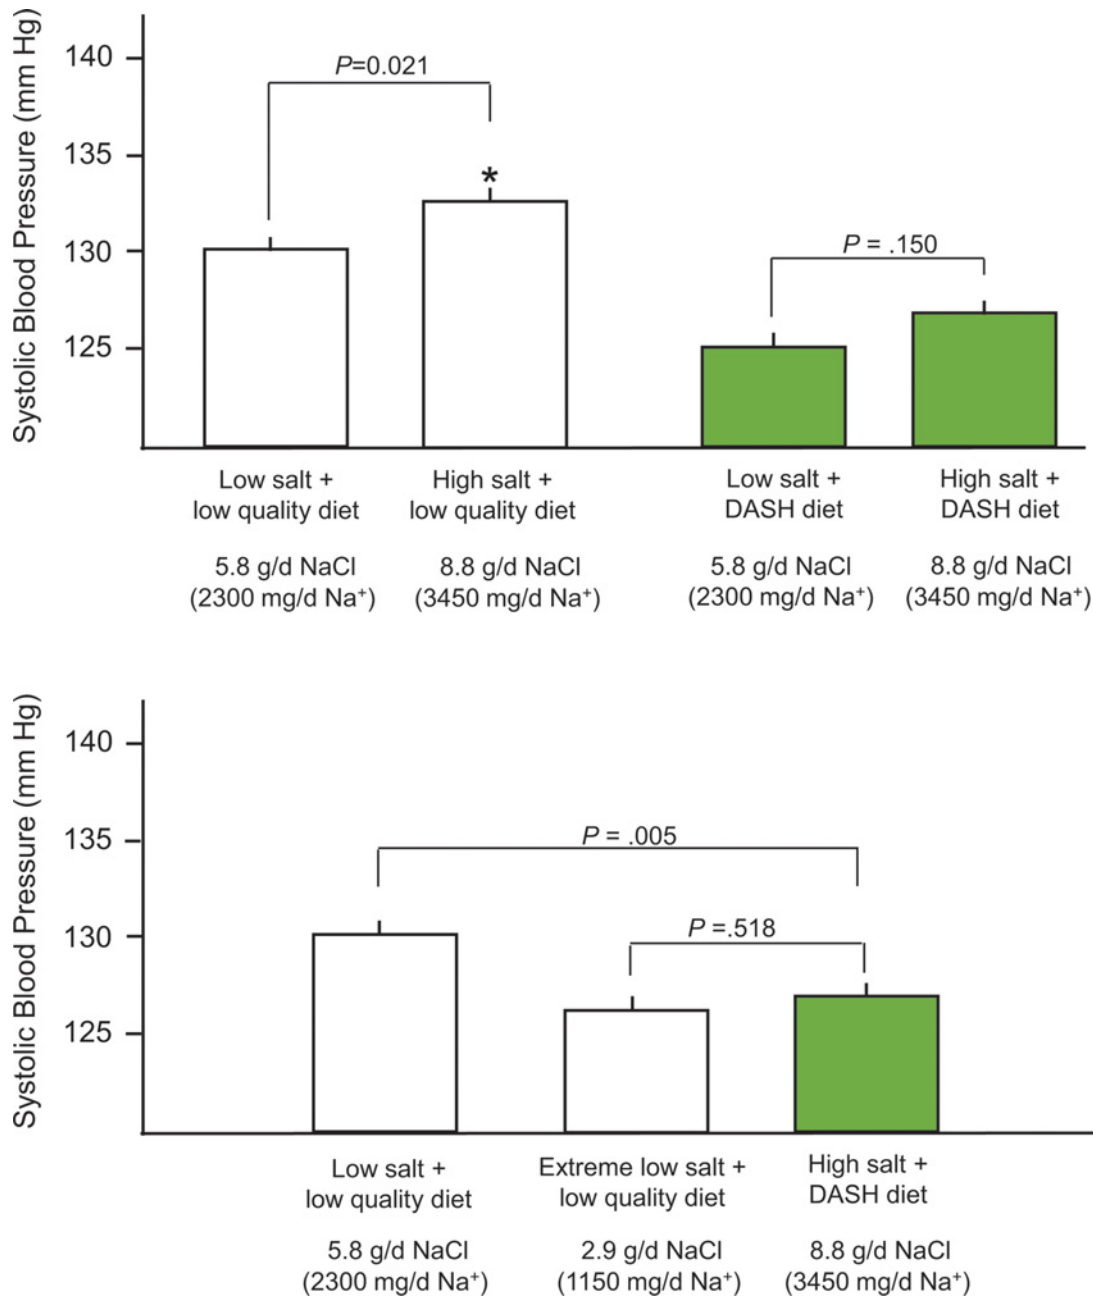 Systolic Blood Pressure (mm Hg)
140
135
130
125
P=0.021
*
P = .150
Low salt +
low quality diet
5.8 g/d NaCl
(2300 mg/d Na⁺)
High salt +
low quality diet
8.8 g/d NaCl
(3450 mg/d Na⁺)
Low salt +
DASH diet
5.8 g/d NaCl
(2300 mg/d Na⁺)
High salt +
DASH diet
8.8 g/d NaCl
(3450 mg/d Na⁺)
Systolic Blood Pressure (mm Hg)
140
135
130
125
P = .005
P =.518
Low salt +
low quality diet
5.8 g/d NaCl
(2300 mg/d Na⁺)
Extreme low salt +
low quality diet
2.9 g/d NaCl
(1150 mg/d Na⁺)
High salt +
DASH diet
8.8 g/d NaCl
(3450 mg/d Na⁺)